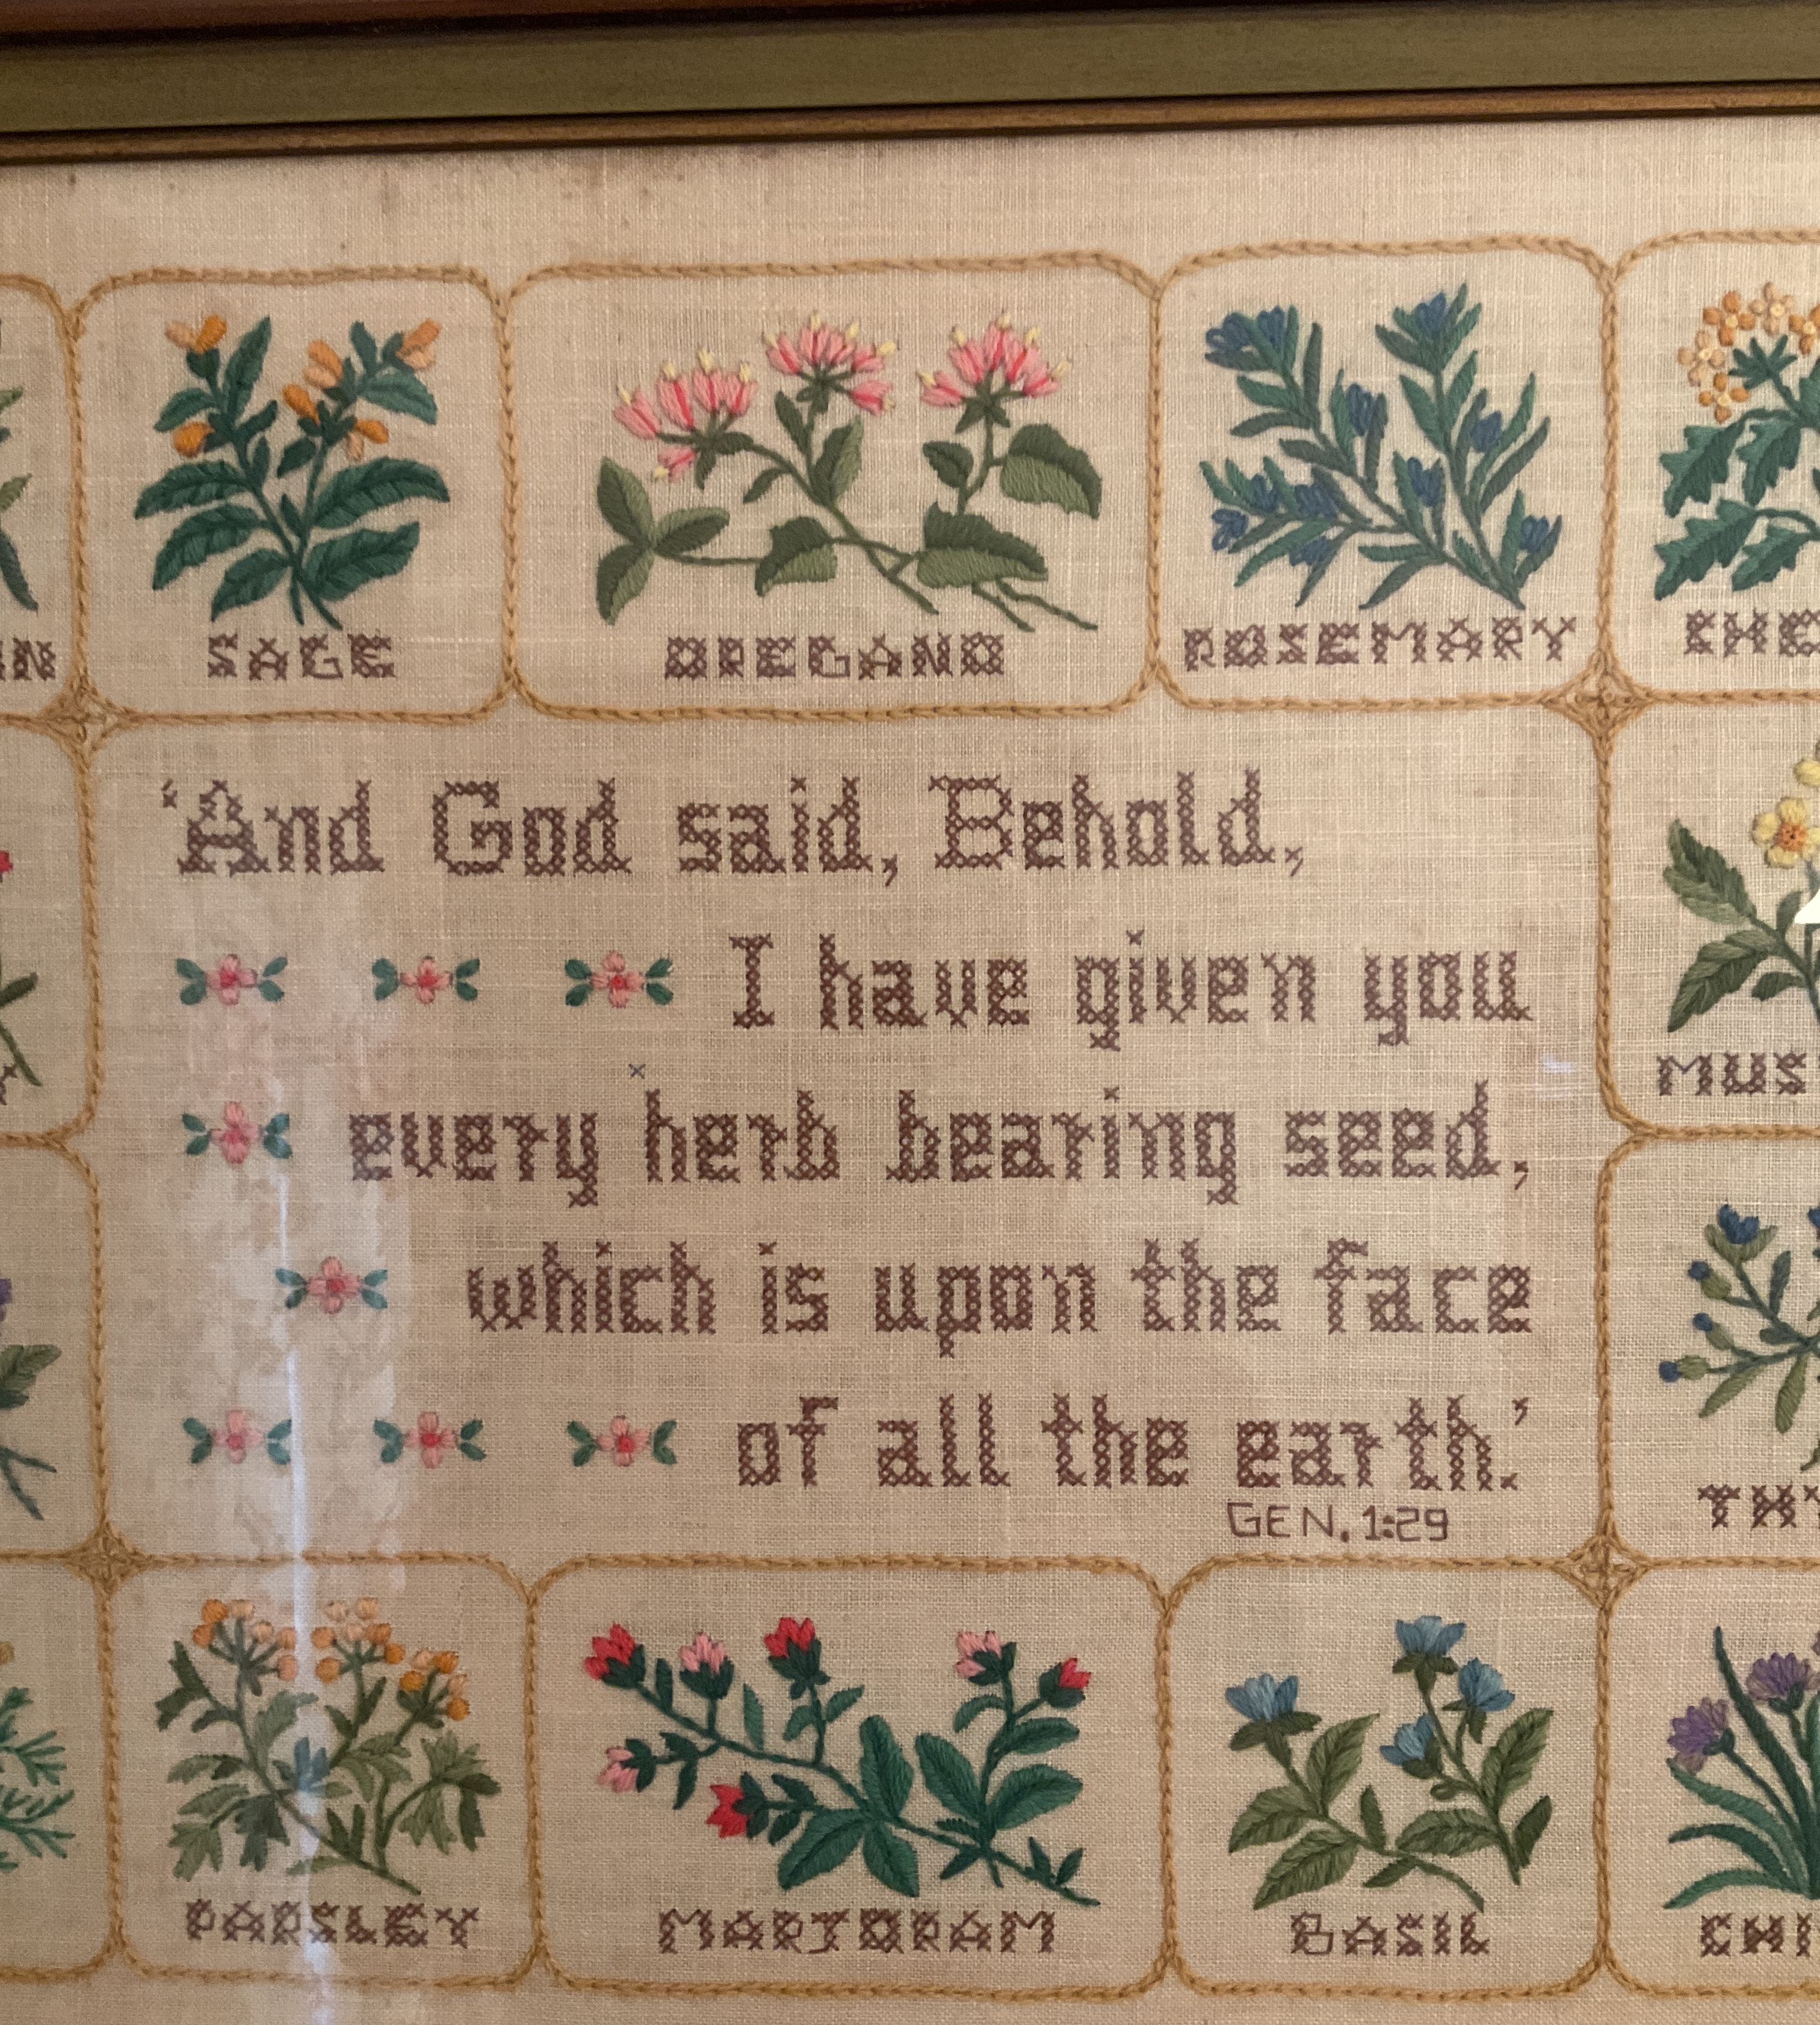 SAGE
OREGANO
ROSEMARY
'And God said, Behold,
I have given you
every herb bearing seed,
which is upon the face
of all the earth.'
GEN. 1:29
PARSLEY
MARJORAM
BASIL